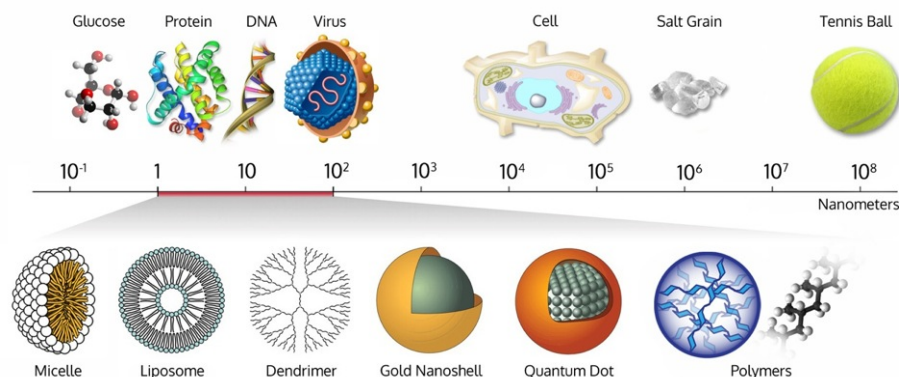 Glucose Protein DNA Virus Cell Salt Grain Tennis Ball
10⁻¹ 1 10 10² 10³ 10⁴ 10⁵ 10⁶ 10⁷ 10⁸
Nanometers
Micelle Liposome Dendrimer Gold Nanoshell Quantum Dot Polymers